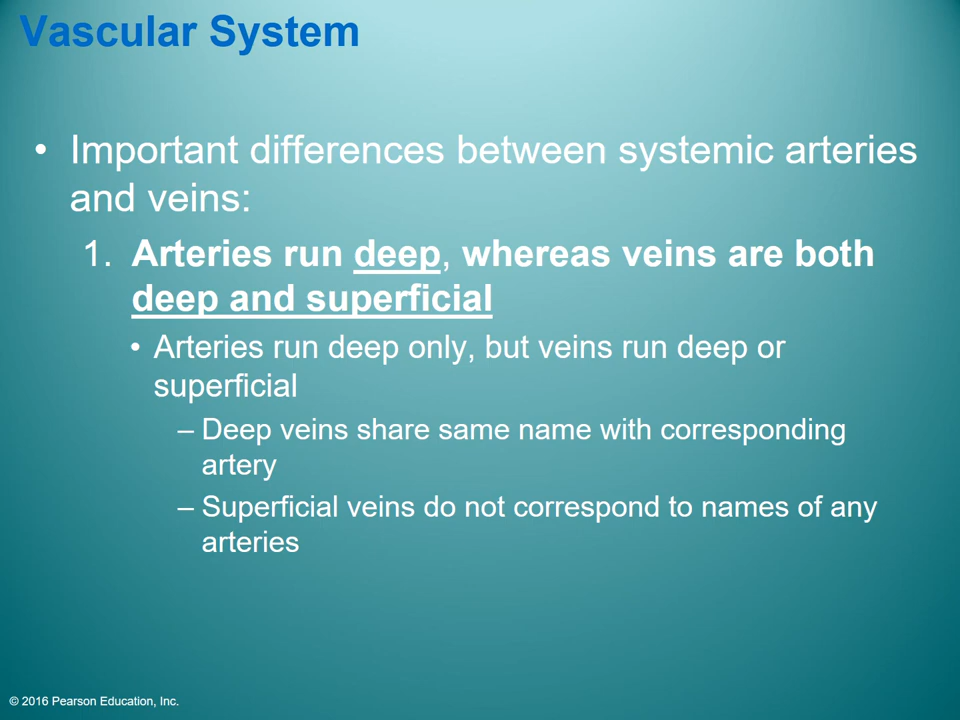 Vascular System
• Important differences between systemic arteries
and veins:
1. Arteries run deep, whereas veins are both
deep and superficial
• Arteries run deep only, but veins run deep or
superficial
– Deep veins share same name with corresponding
artery
– Superficial veins do not correspond to names of any
arteries
© 2016 Pearson Education, Inc.